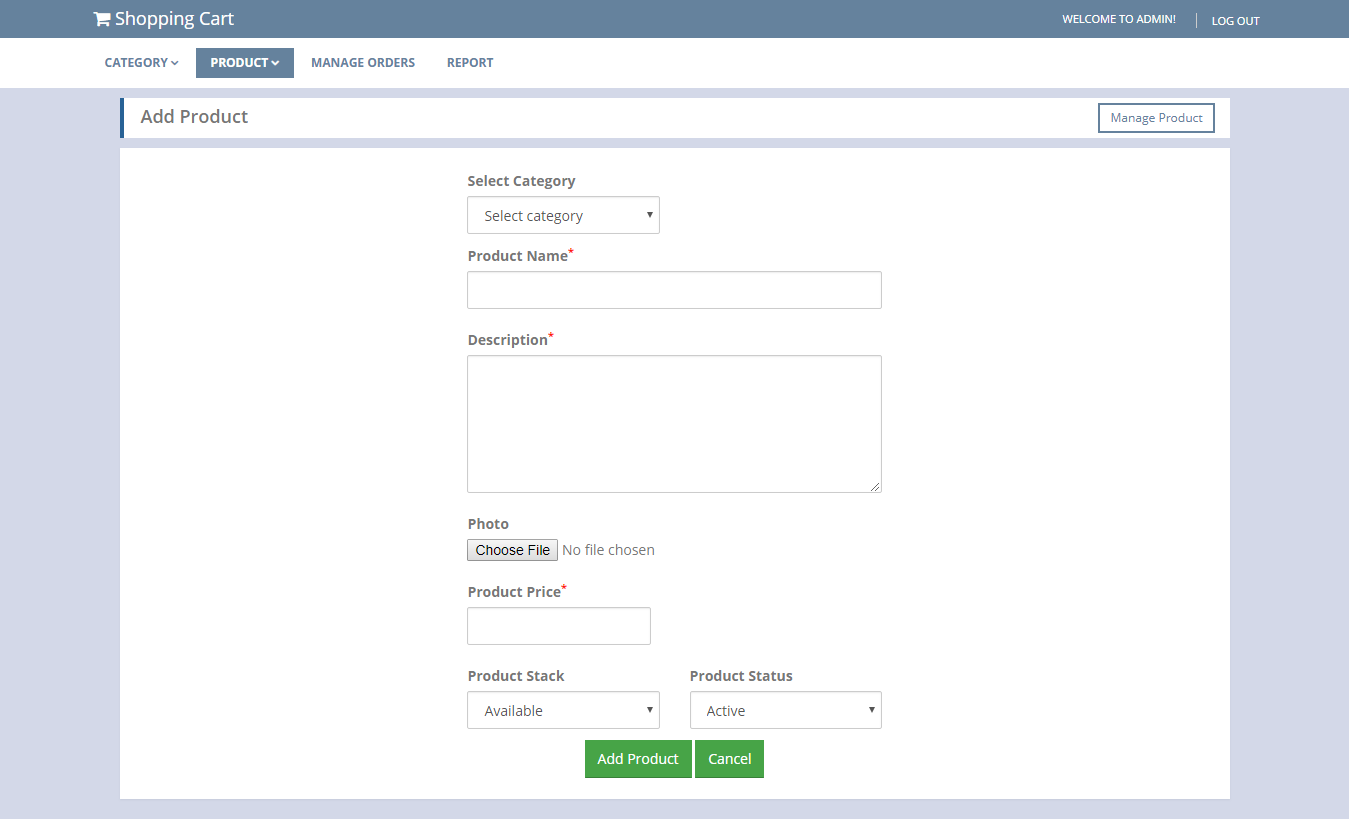 Shopping Cart WELCOME TO ADMIN! LOG OUT
CATEGORY PRODUCT MANAGE ORDERS REPORT
Add Product Manage Product
Select Category
Select category
Product Name*
Description*
Photo
Choose File No file chosen
Product Price*
Product Stack Product Status
Available Active
Add Product Cancel